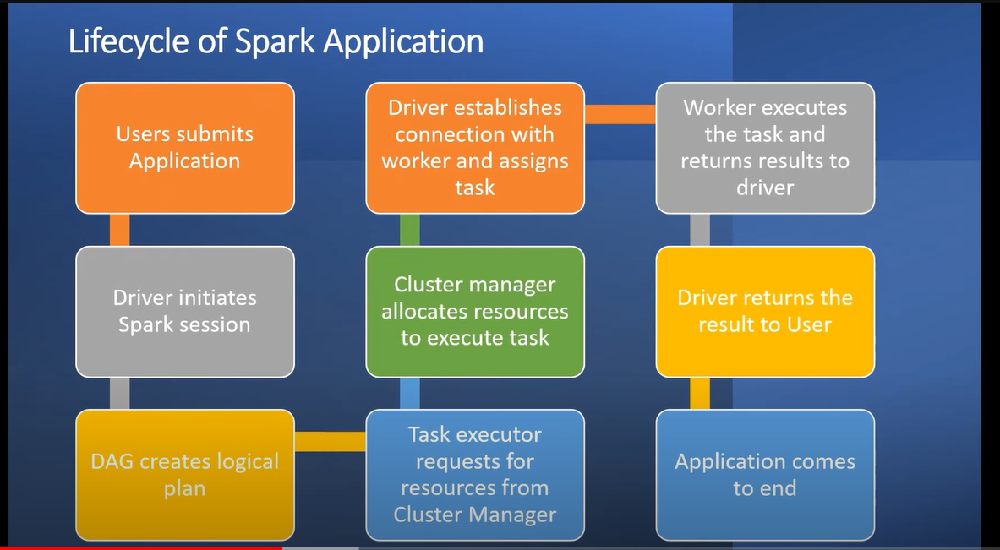 Lifecycle of Spark Application
Users submits
Application
Driver initiates
Spark session
DAG creates logical
plan
Task executor
requests for
resources from
Cluster Manager
Cluster manager
allocates resources
to execute task
Driver establishes
connection with
worker and assigns
task
Worker executes
the task and
returns results to
driver
Driver returns the
result to User
Application comes
to end